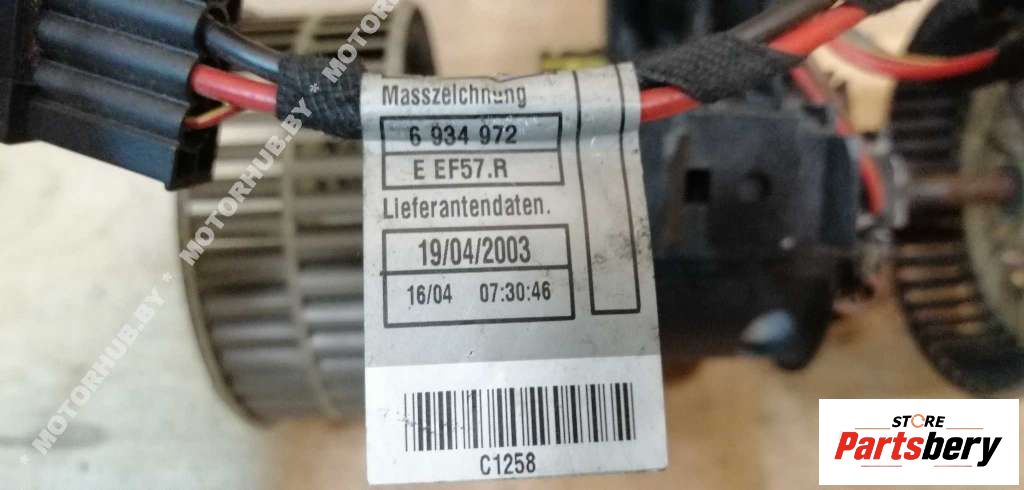 Masszeichnung
6 934 972
E EF57.R
Lieferantendaten.
19/04/2003
16/04 07:30:46
C1258
* MOTORHUB.BY *
* MOTORHUB.BY *
STORE
Partsbery